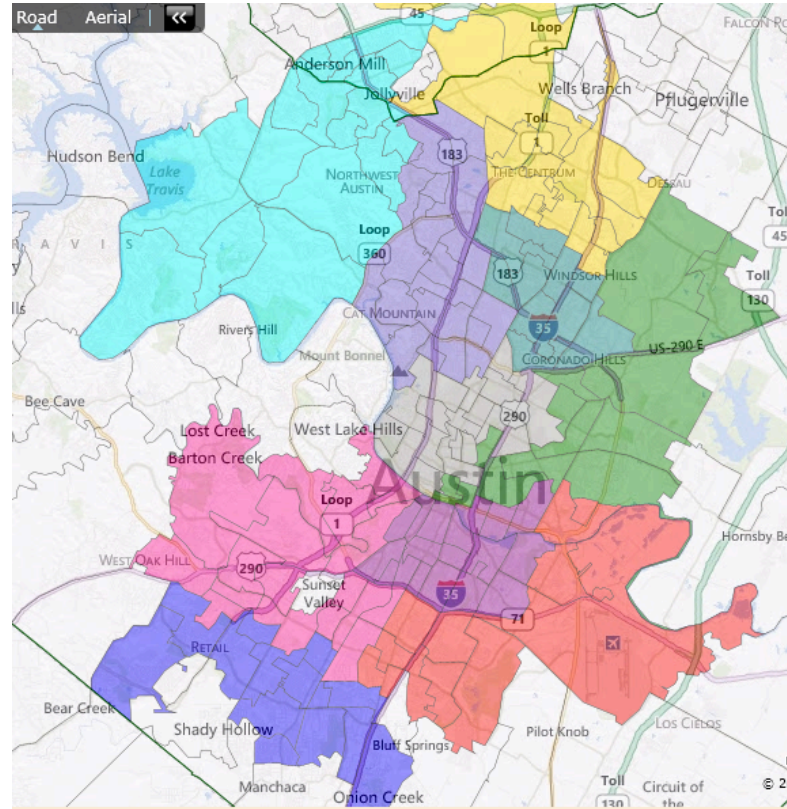 Road Aerial | «
45
FALCON PO
Loop
1
Anderson Mill
Wells Branch
Jollyville
Pflugerville
Toll
1
183
Hudson Bend
Lake
Travis
NORTHWEST
AUSTIN
THE CENTRUM
DESSAU
Loop
360
Tol
45
T R A V I S
183
WINDSOR HILLS
Toll
130
lls
CAT MOUNTAIN
35
Rivers Hill
US-290 E
Mount Bonnel
CORONADO HILLS
Bee Cave
290
Lost Creek
West Lake Hills
Barton Creek
Austin
Loop
1
Hornsby Be
WEST OAK HILL
290
Sunset
Valley
35
71
RETAIL
Bear Creek
Shady Hollow
Pilot Knob
LOS CIELOS
Bluff Springs
Manchaca
Onion Creek
Toll
130
Circuit of
the
© 2